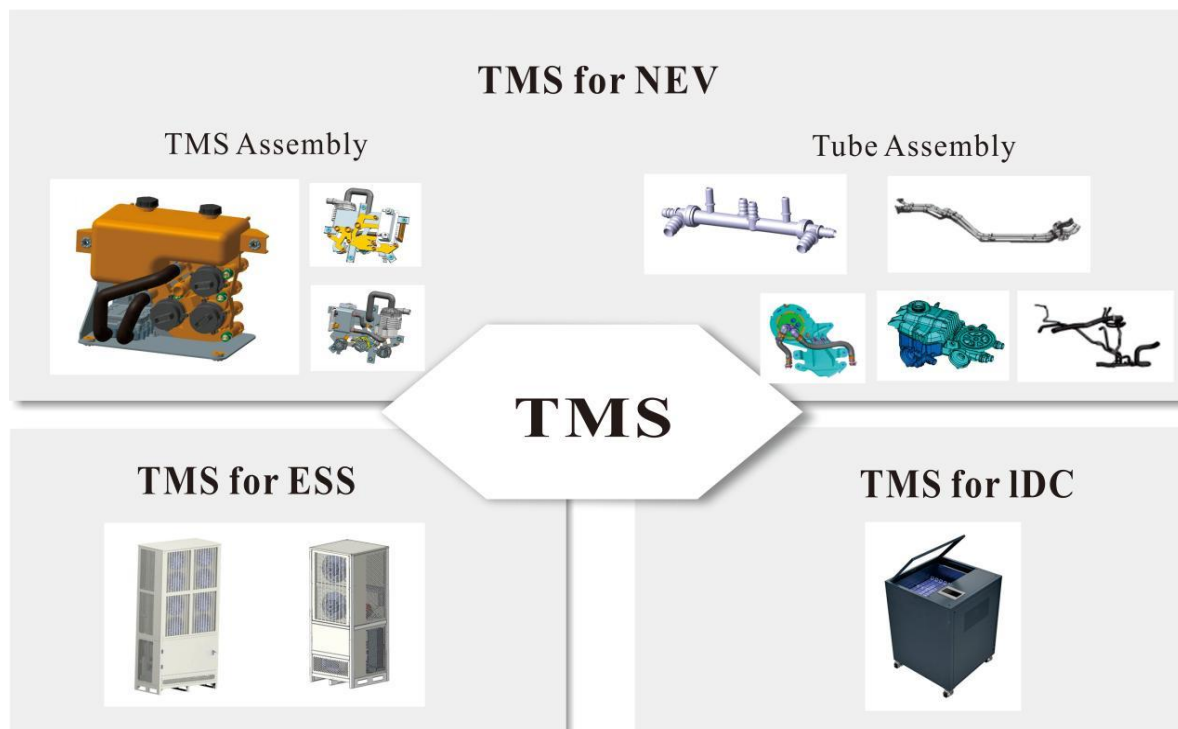 TMS for NEV
TMS Assembly
Tube Assembly
TMS
TMS for ESS
TMS for IDC